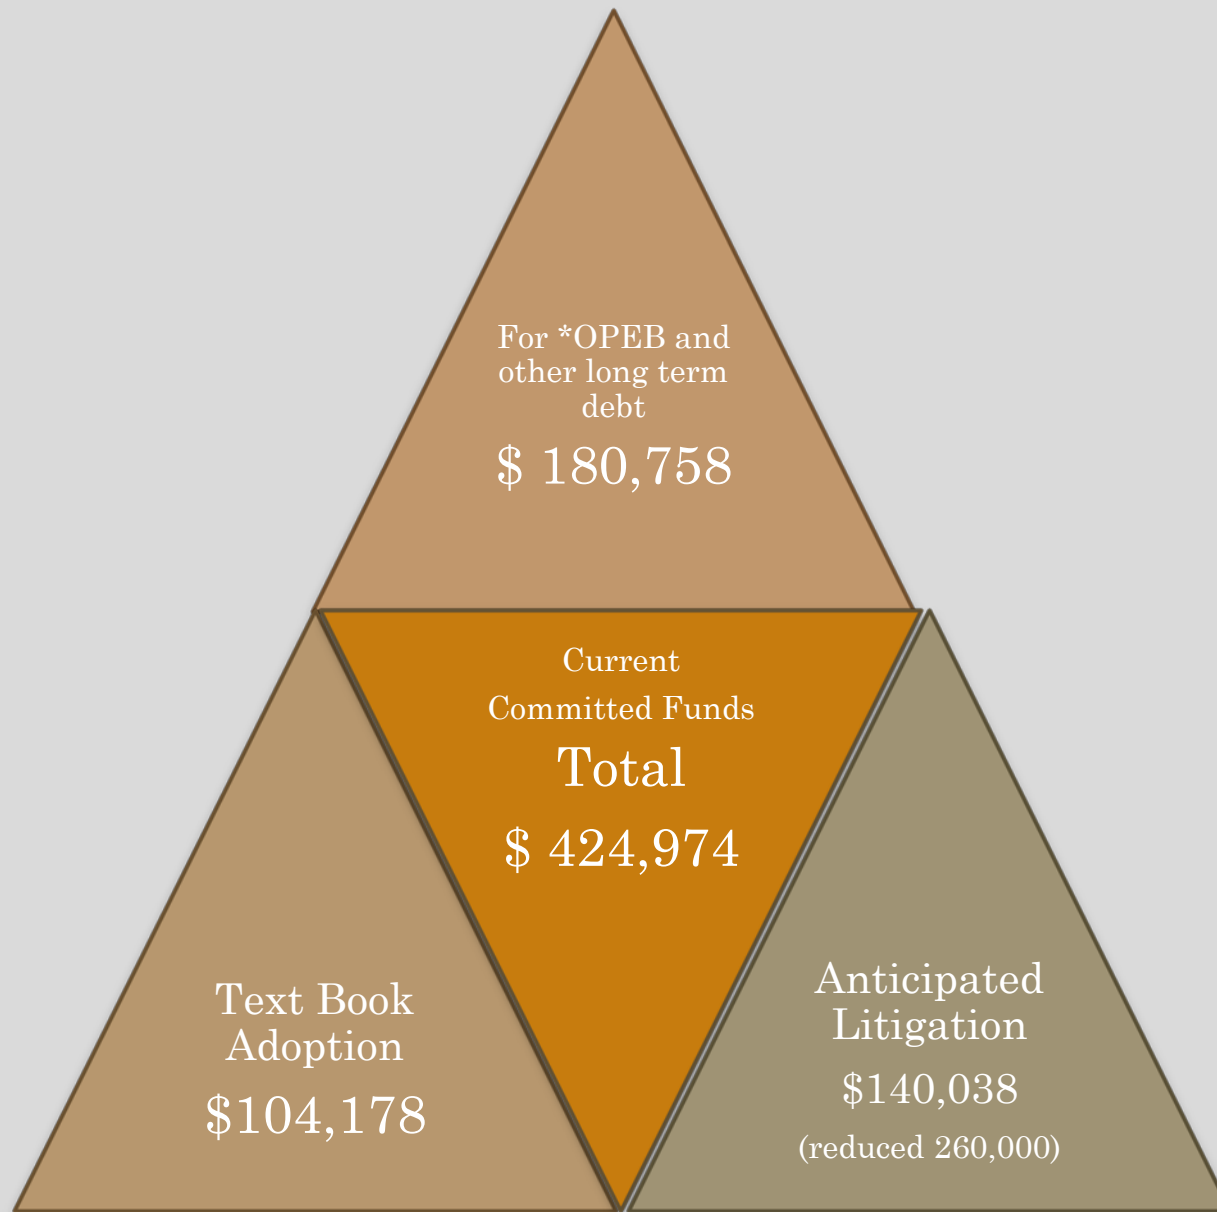 For *OPEB and
other long term
debt
$ 180,758
Current
Committed Funds
Total
$ 424,974
Text Book
Adoption
$104,178
Anticipated
Litigation
$140,038
(reduced 260,000)